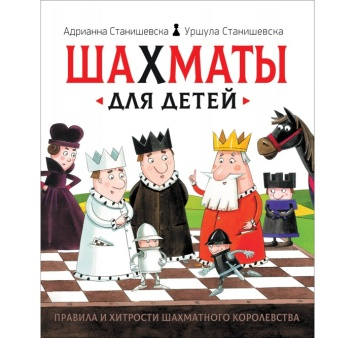 Адрианна Станишевска Уршула Станишевска
ШАХМАТЫ
ДЛЯ ДЕТЕЙ
ПРАВИЛА И ХИТРОСТИ ШАХМАТНОГО КОРОЛЕВСТВА